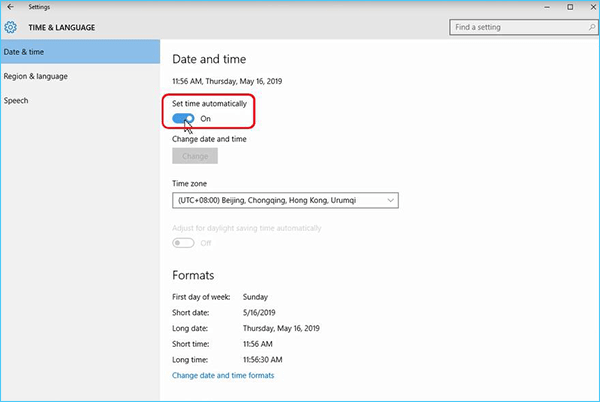 Settings
TIME & LANGUAGE
Find a setting
Date & time
Region & language
Speech
Date and time
11:56 AM, Thursday, May 16, 2019
Set time automatically
On
Change date and time
Change
Time zone
(UTC+08:00) Beijing, Chongqing, Hong Kong, Urumqi
Adjust for daylight saving time automatically
Off
Formats
First day of week: Sunday
Short date: 5/16/2019
Long date: Thursday, May 16, 2019
Short time: 11:56 AM
Long time: 11:56:30 AM
Change date and time formats